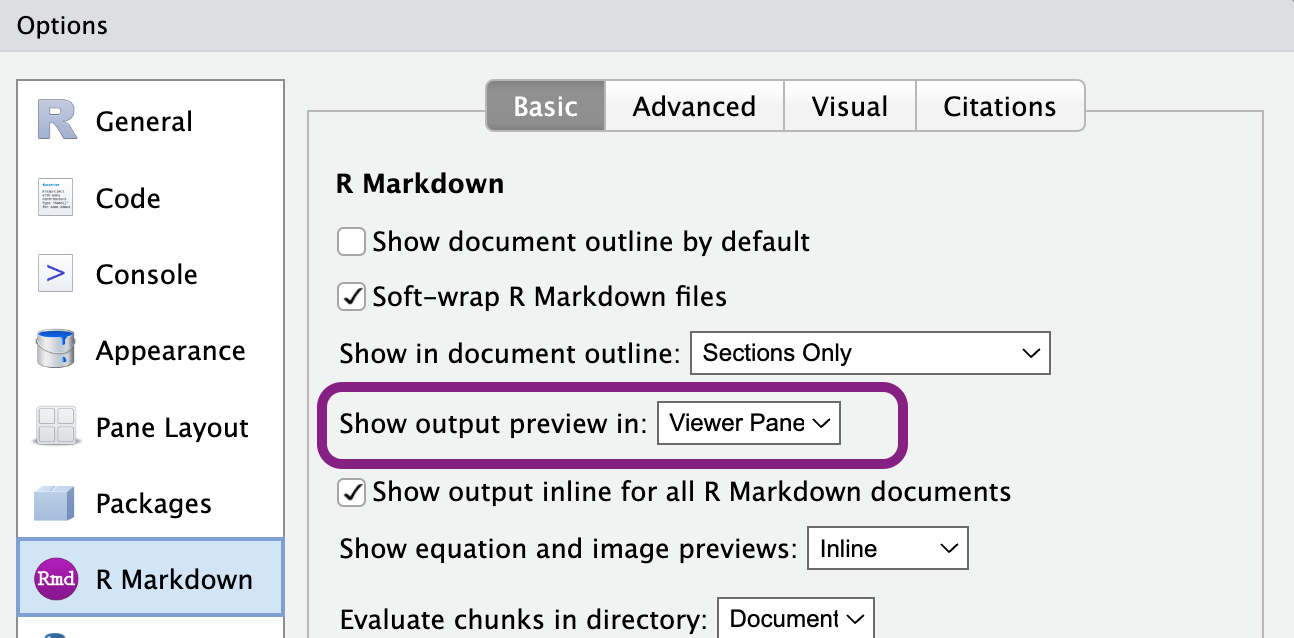 Options
General
Code
Console
Appearance
Pane Layout
Packages
Rmd R Markdown
Basic Advanced Visual Citations
R Markdown
Show document outline by default
Soft-wrap R Markdown files
Show in document outline: Sections Only
Show output preview in: Viewer Pane
Show output inline for all R Markdown documents
Show equation and image previews: Inline
Evaluate chunks in directory: Document